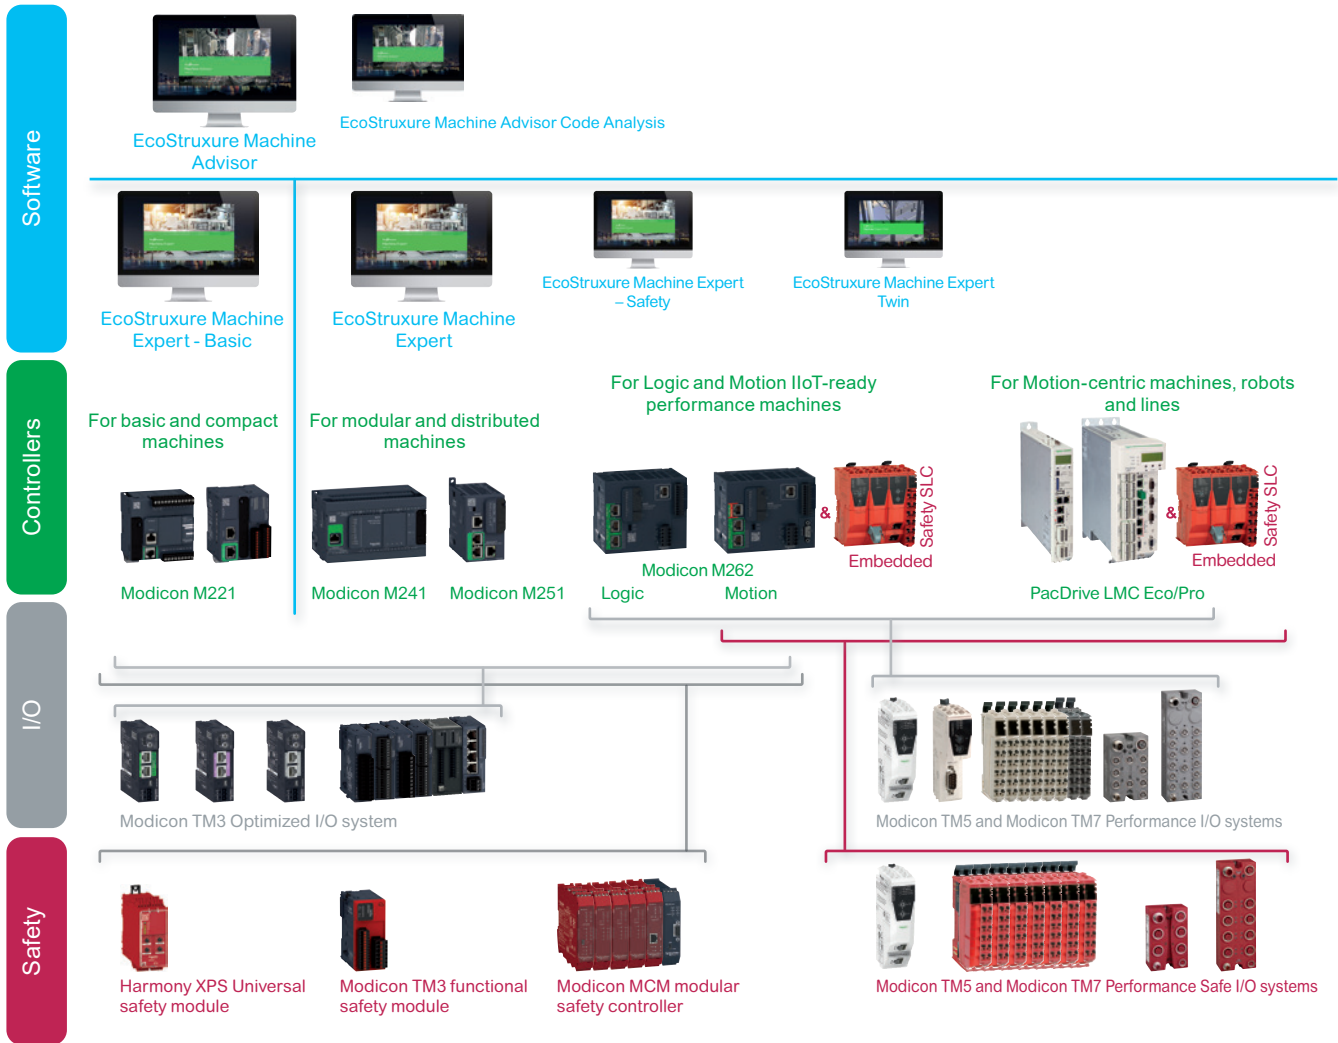 Software
EcoStruxure Machine
Advisor
EcoStruxure Machine Advisor Code Analysis
EcoStruxure Machine
Expert - Basic
EcoStruxure Machine
Expert
EcoStruxure Machine Expert
– Safety
EcoStruxure Machine Expert
Twin
Controllers
For basic and compact
machines
For modular and distributed
machines
For Logic and Motion IIoT-ready
performance machines
For Motion-centric machines, robots
and lines
&
Safety SLC
Embedded
&
Safety SLC
Embedded
Modicon M221
Modicon M241
Modicon M251
Modicon M262
Logic
Motion
PacDrive LMC Eco/Pro
I/O
Modicon TM3 Optimized I/O system
Modicon TM5 and Modicon TM7 Performance I/O systems
Safety
Harmony XPS Universal
safety module
Modicon TM3 functional
safety module
Modicon MCM modular
safety controller
Modicon TM5 and Modicon TM7 Performance Safe I/O systems